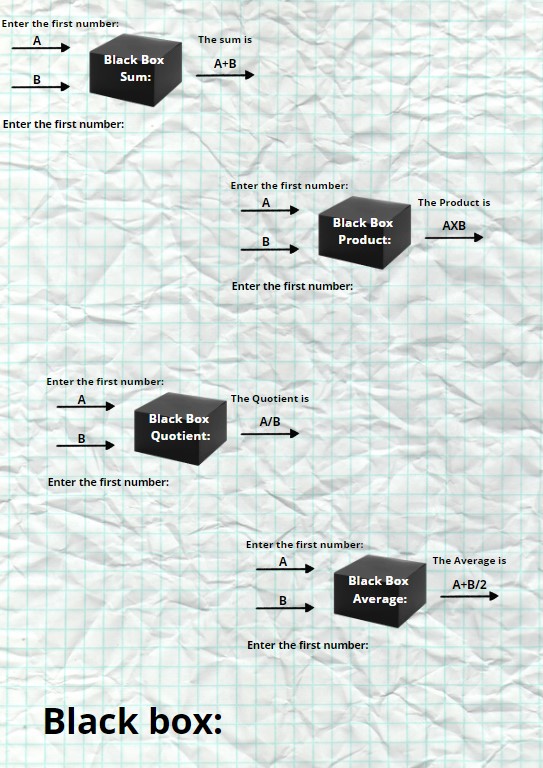 Enter the first number:
A
The sum is
Black Box
Sum:
A+B
B
Enter the first number:
Enter the first number:
A
The Product is
Black Box
Product:
AXB
B
Enter the first number:
Enter the first number:
A
The Quotient is
Black Box
Quotient:
A/B
B
Enter the first number:
Enter the first number:
A
The Average is
Black Box
Average:
A+B/2
B
Enter the first number:
Black box: